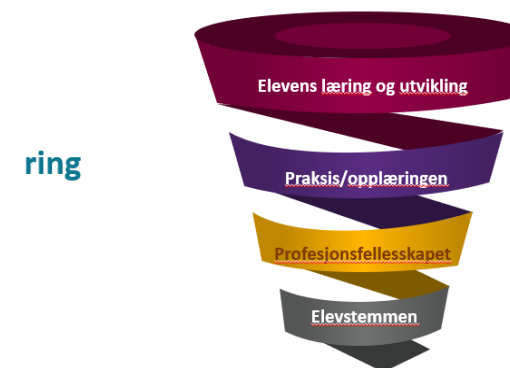 Elevens læring og utvikling
ring
Praksis/opplæringen
Profesjonsfellesskapet
Elevstemmen